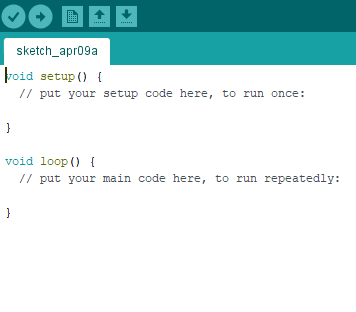 sketch_apr09a
void setup() {
  // put your setup code here, to run once:
}
void loop() {
  // put your main code here, to run repeatedly:
}